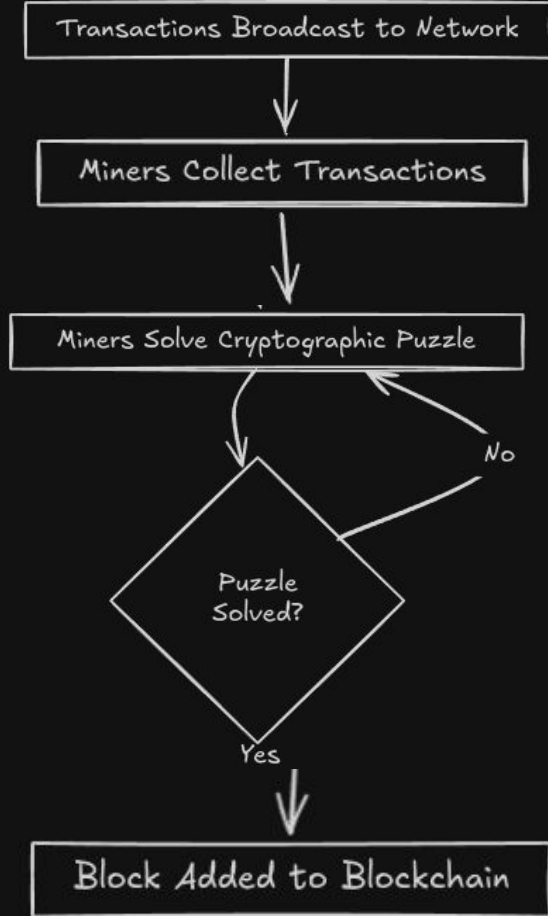 Transactions Broadcast to Network
Miners Collect Transactions
Miners Solve Cryptographic Puzzle
No
Puzzle
Solved?
Yes
Block Added to Blockchain